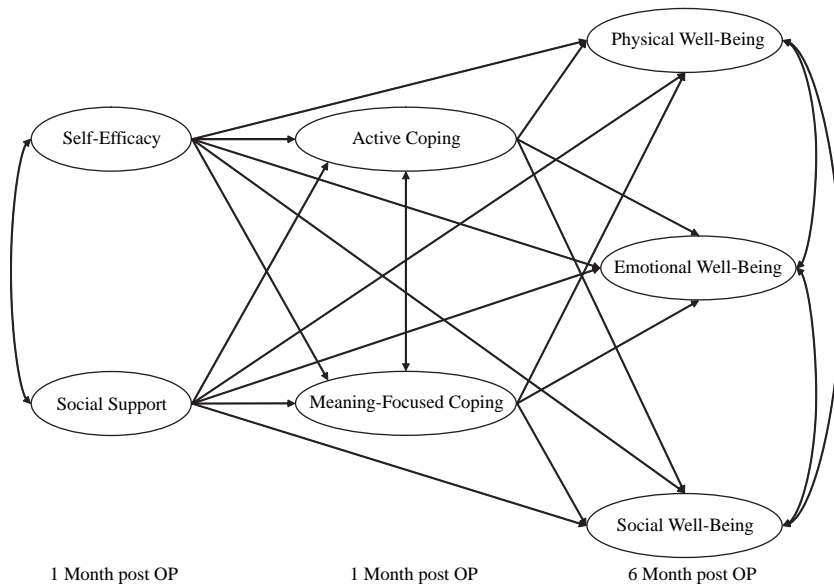 Physical Well-Being
Self-Efficacy
Active Coping
Emotional Well-Being
Social Support
Meaning-Focused Coping
Social Well-Being
1 Month post OP
1 Month post OP
6 Month post OP